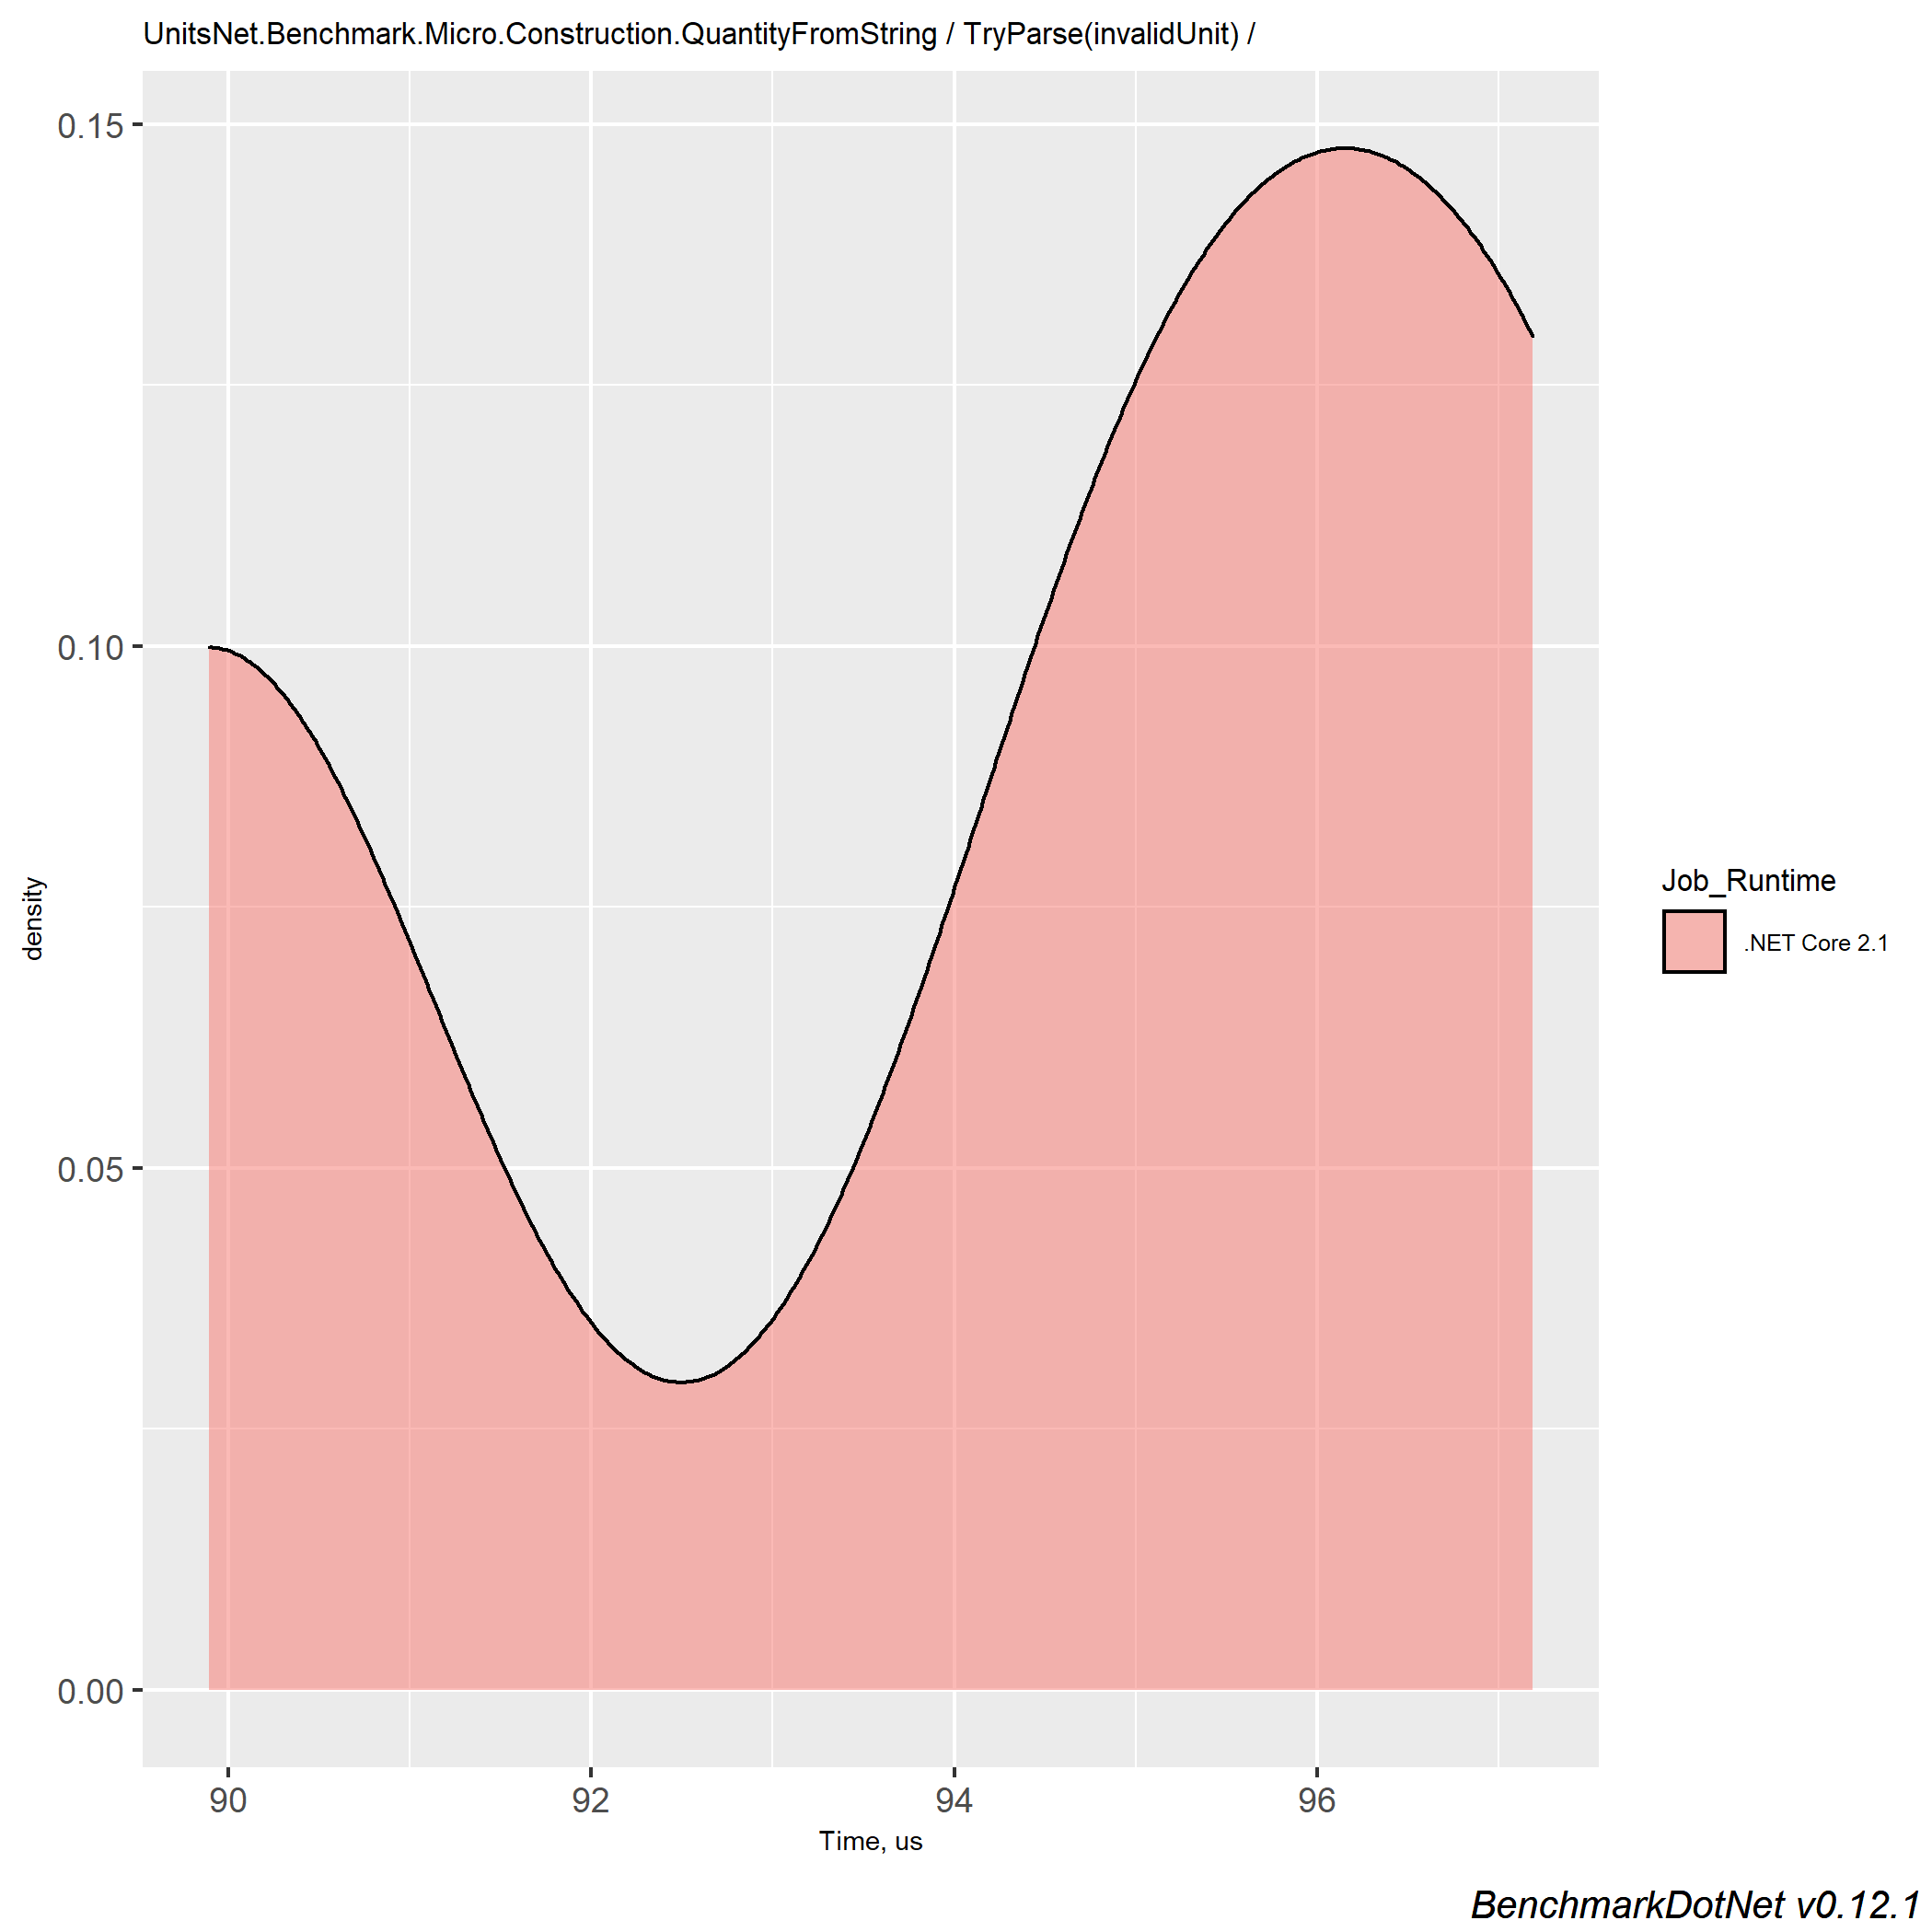 UnitsNet.Benchmark.Micro.Construction.QuantityFromString / TryParse(invalidUnit) /
0.15
0.10
0.05
0.00
density
90 92 94 96
Time, us
Job_Runtime
.NET Core 2.1
BenchmarkDotNet v0.12.1